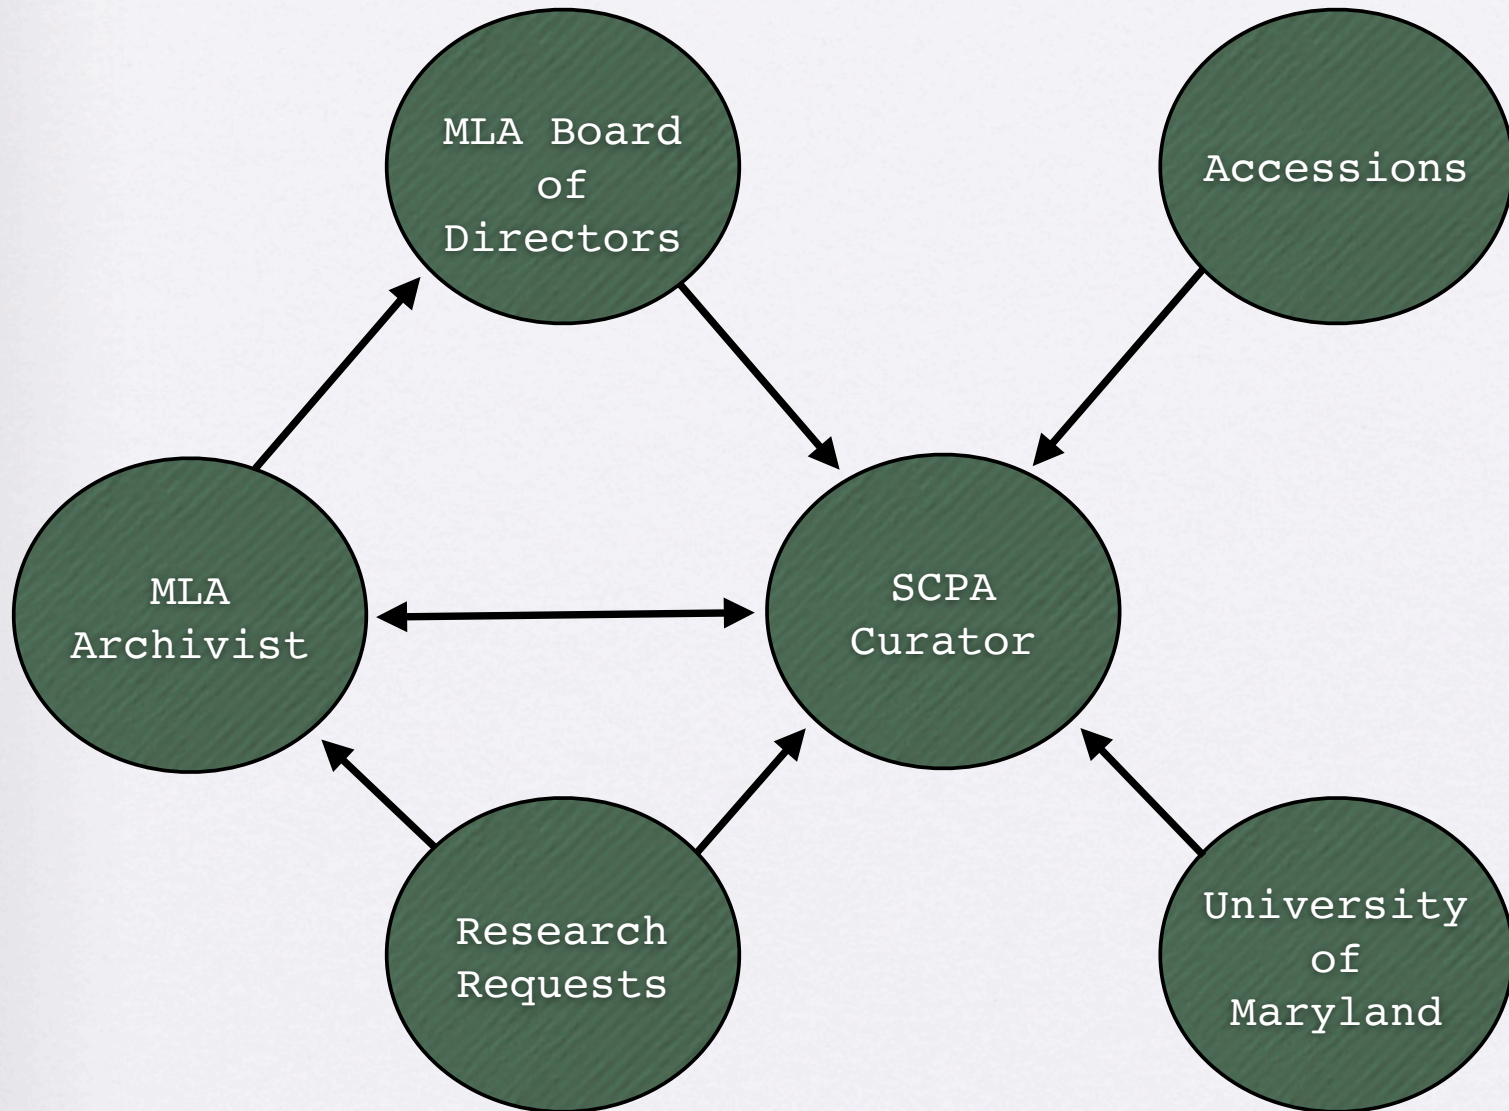 MLA Board
of
Directors
Accessions
MLA
Archivist
SCPA
Curator
Research
Requests
University
of
Maryland